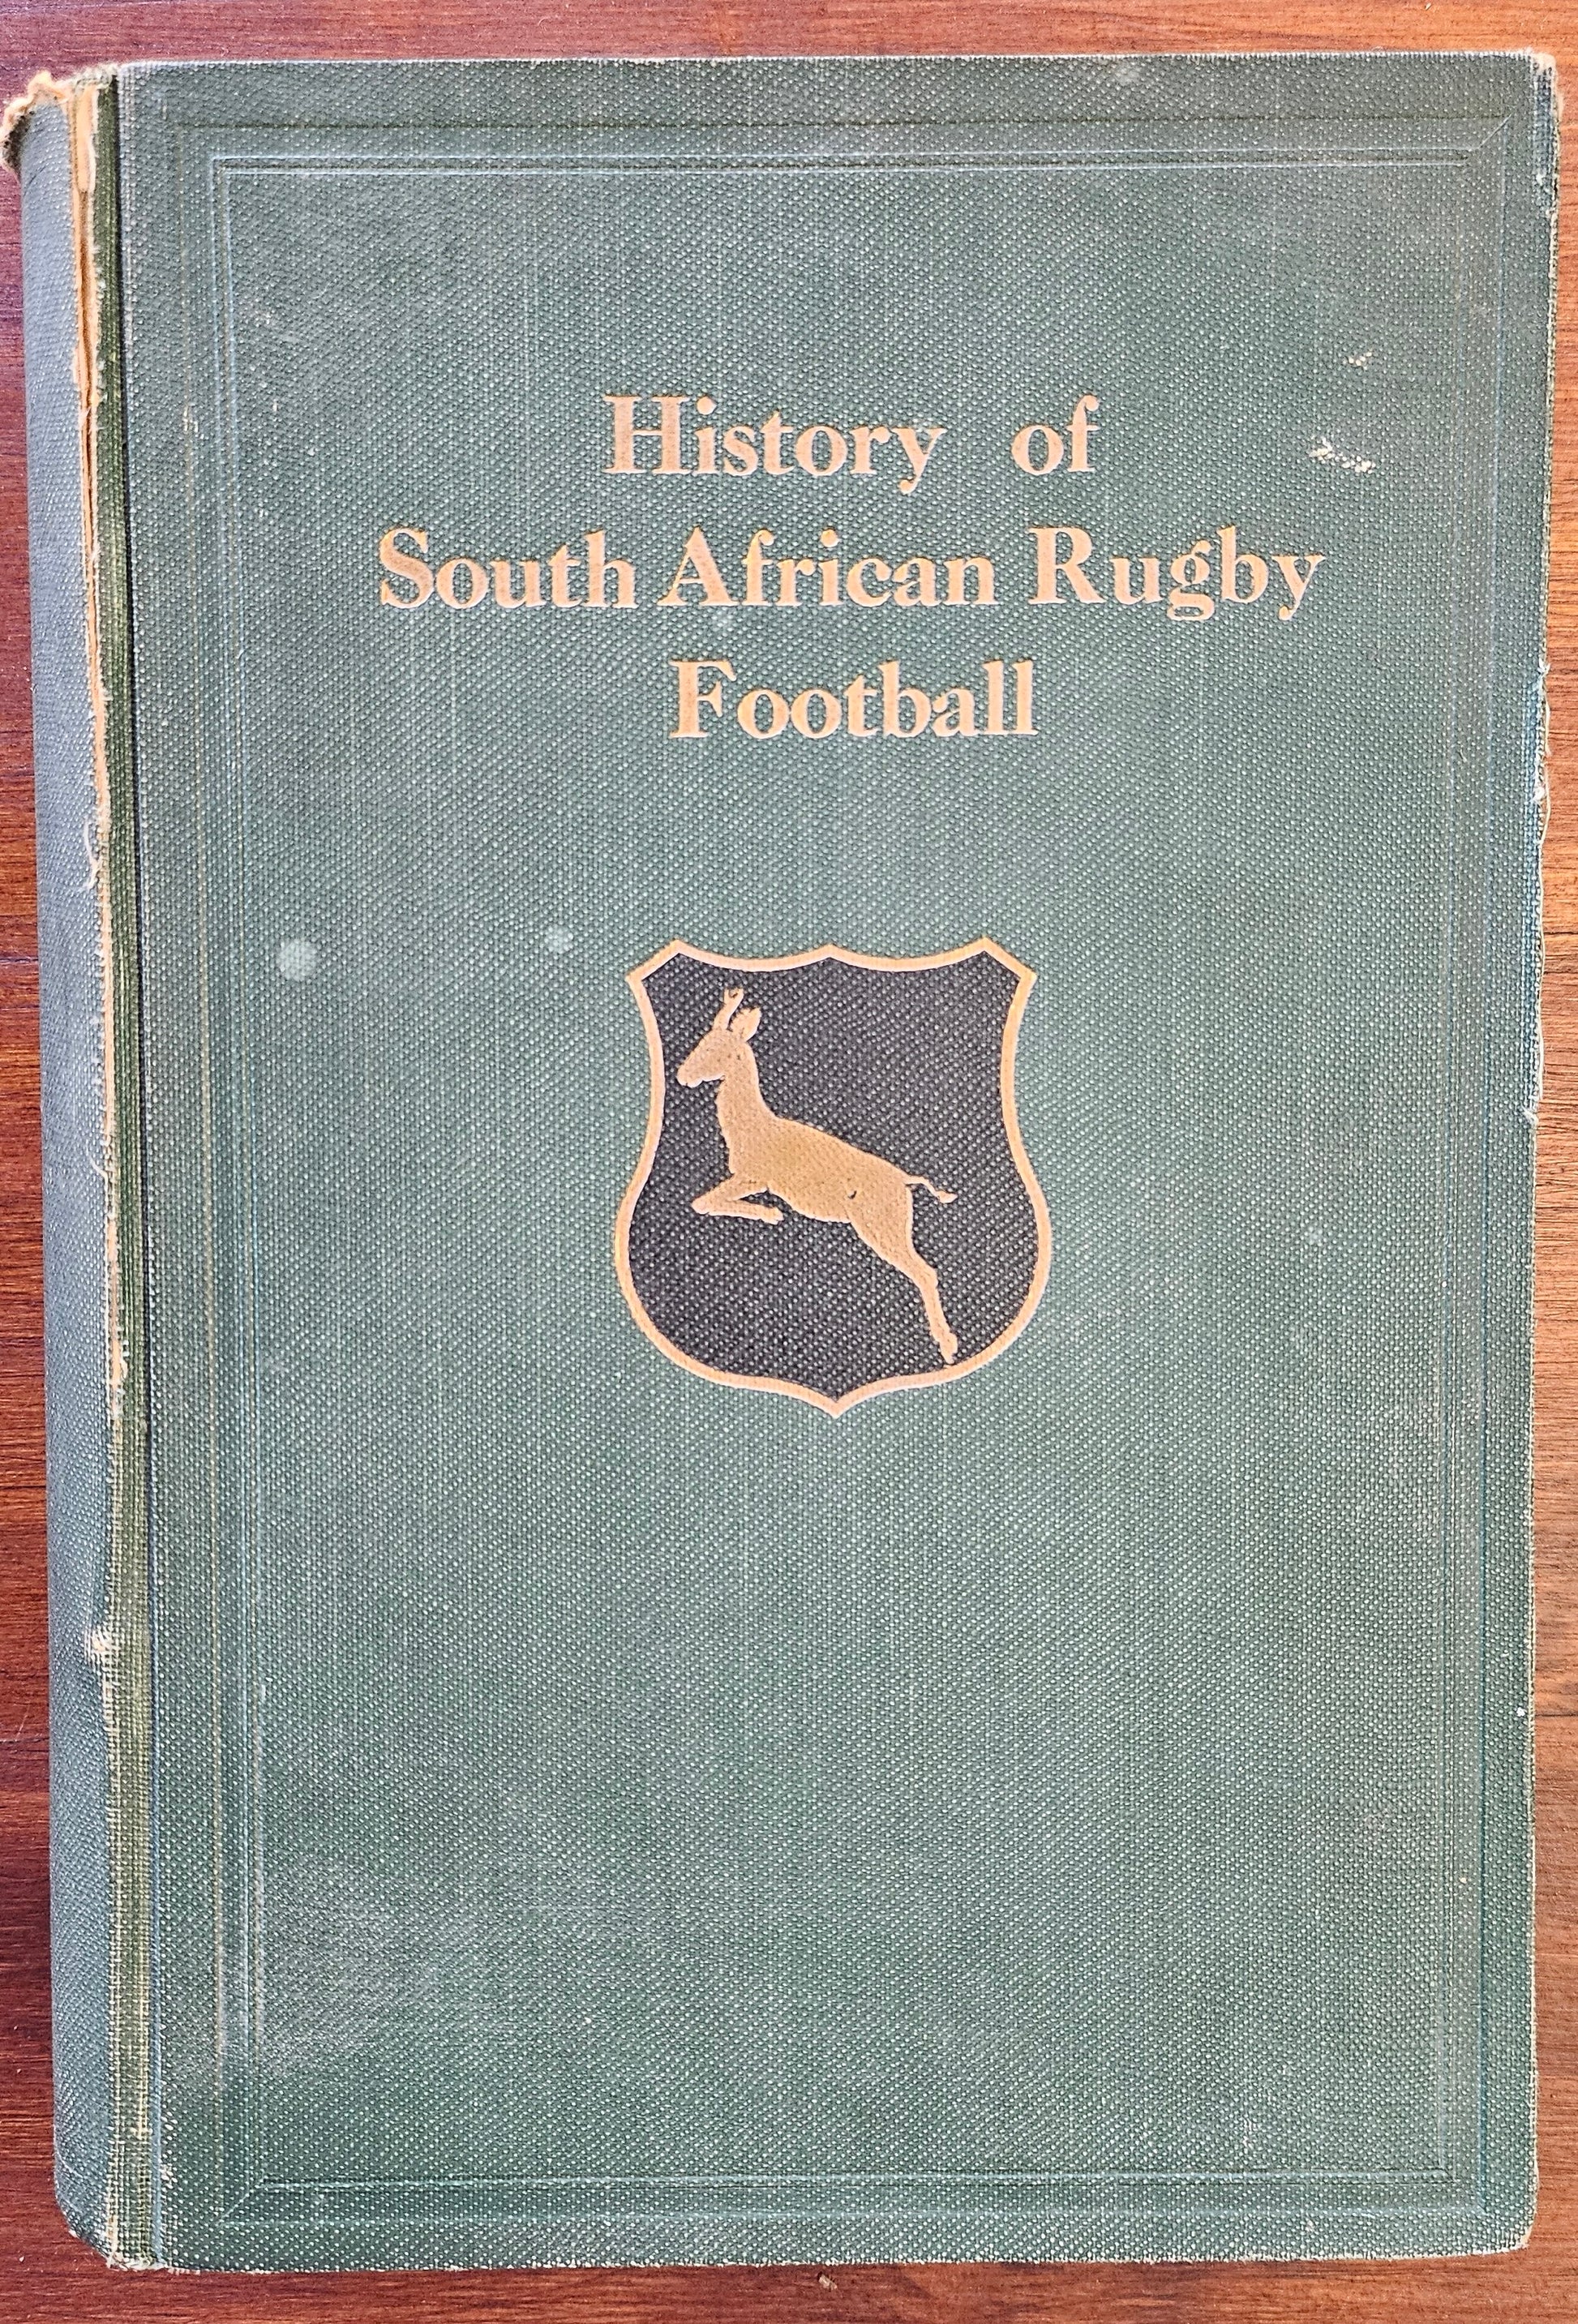 History of
South African Rugby
Football